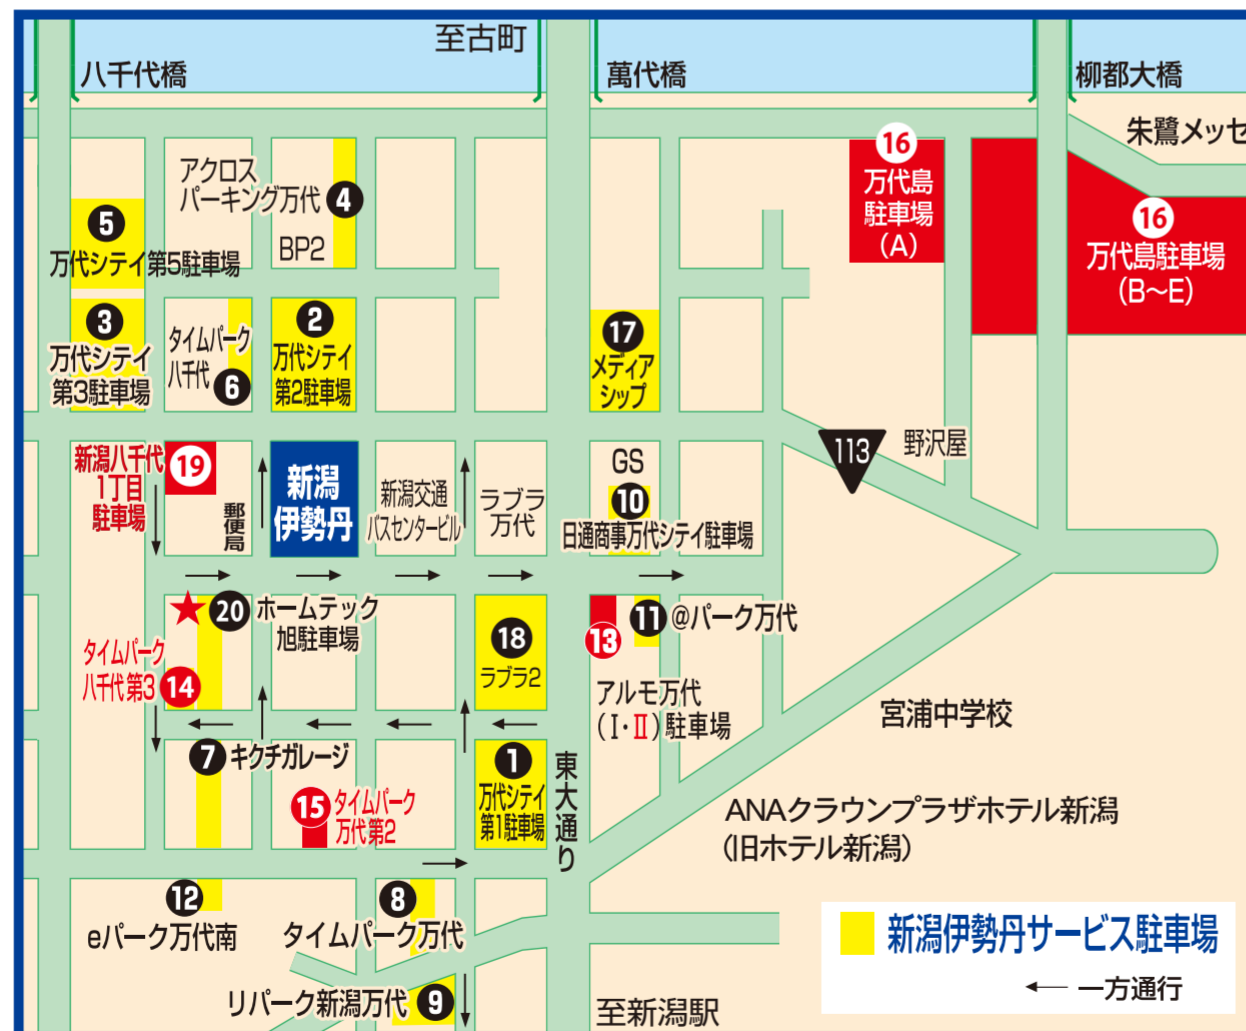 至古町
八千代橋
萬代橋
柳都大橋
朱鷺メッセ
アクロス
パーキング万代 4
BP2
16
万代島
駐車場
(A)
16
万代島駐車場
(B〜E)
5
万代シテイ第5駐車場
3
万代シテイ
第3駐車場
タイムパーク
八千代 6
2
万代シテイ
第2駐車場
17
メディア
シップ
113
野沢屋
新潟八千代
1丁目
駐車場
19
郵便局
新潟
伊勢丹
新潟交通
バスセンタービル
ラブラ
万代
GS
10
日通商事万代シテイ駐車場
★
20 ホームテック
旭駐車場
18
ラブラ2
13
11 @パーク万代
タイムパーク
八千代第3 14
アルモ万代
(I・II)駐車場
宮浦中学校
7 キクチガレージ
1
万代シテイ
第1駐車場
東大通り
15 タイムパーク
万代第2
ANAクラウンプラザホテル新潟
(旧ホテル新潟)
12
eパーク万代南
8
タイムパーク万代
リパーク新潟万代 9
至新潟駅
新潟伊勢丹サービス駐車場
← 一方通行